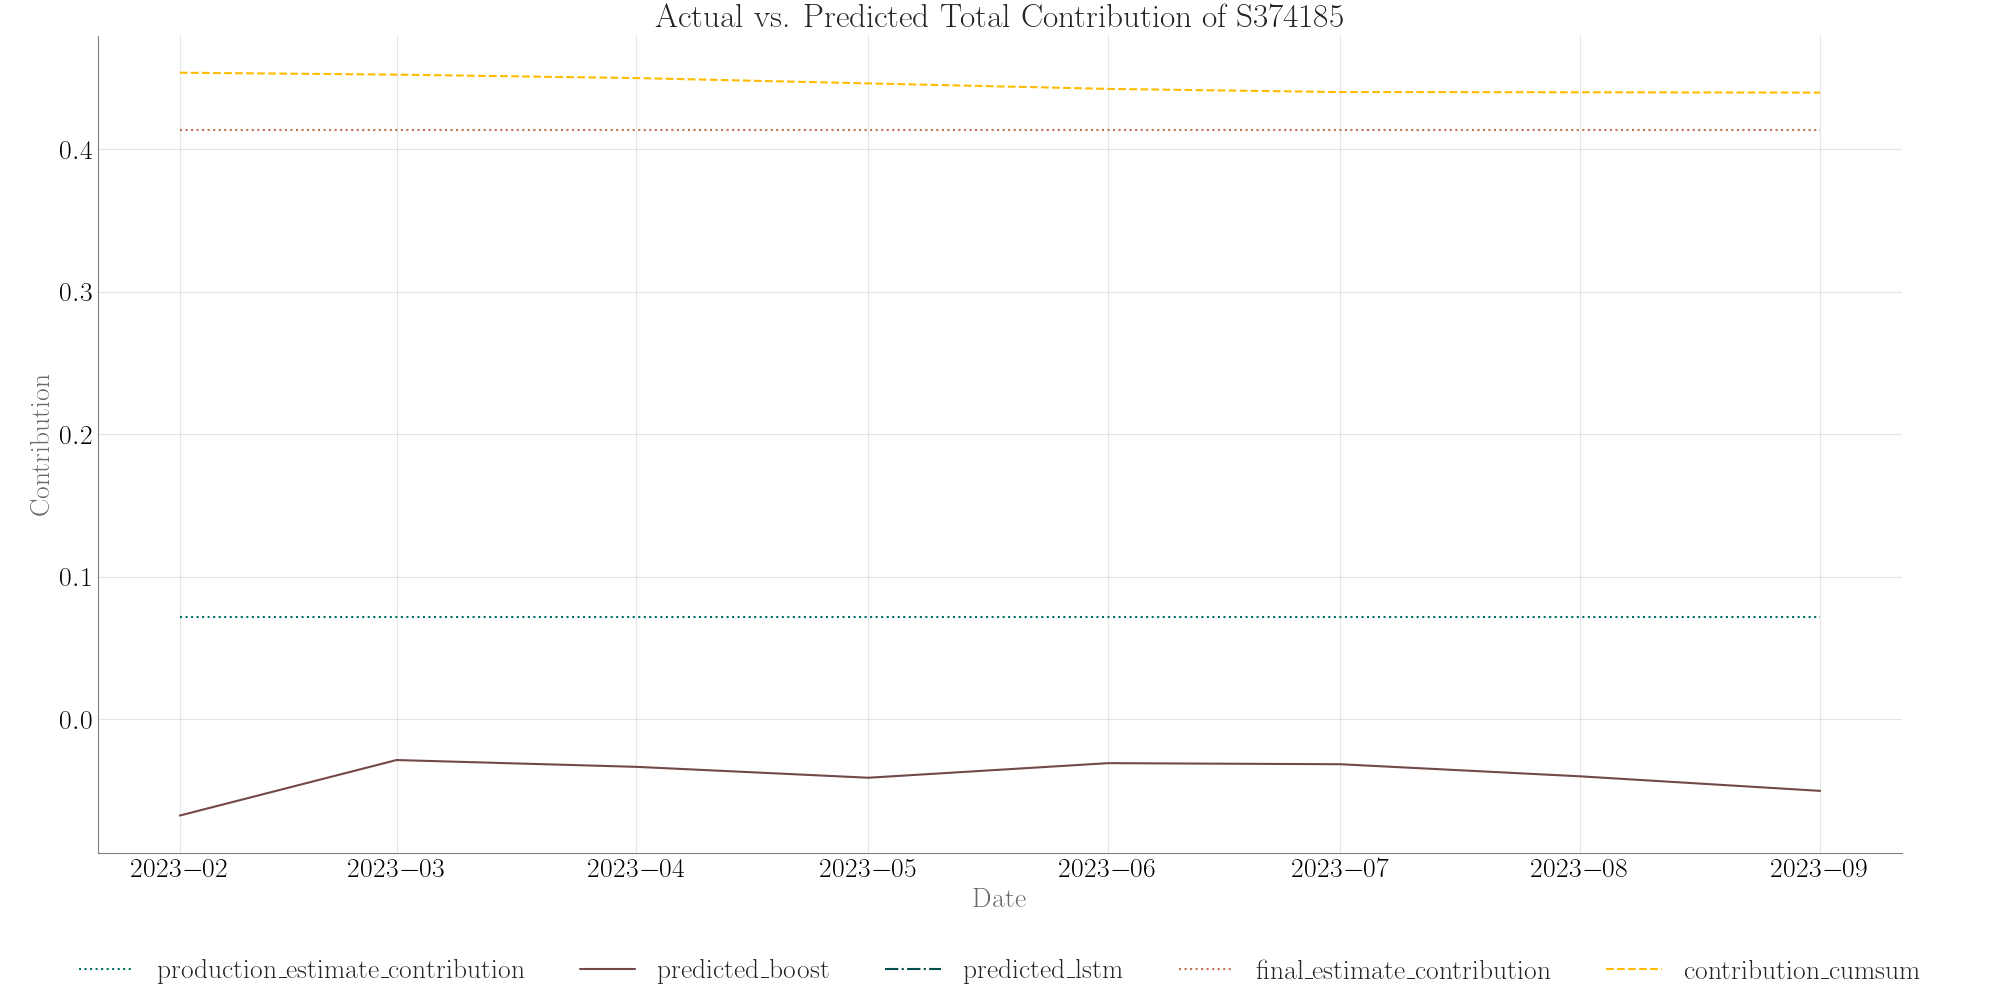 Actual vs. Predicted Total Contribution of S374185
0.4
0.3
0.2
0.1
0.0
Contribution
2023–02 2023–03 2023–04 2023–05 2023–06 2023–07 2023–08 2023–09
Date
production_estimate_contribution predicted_boost predicted_lstm final_estimate_contribution contribution_cumsum